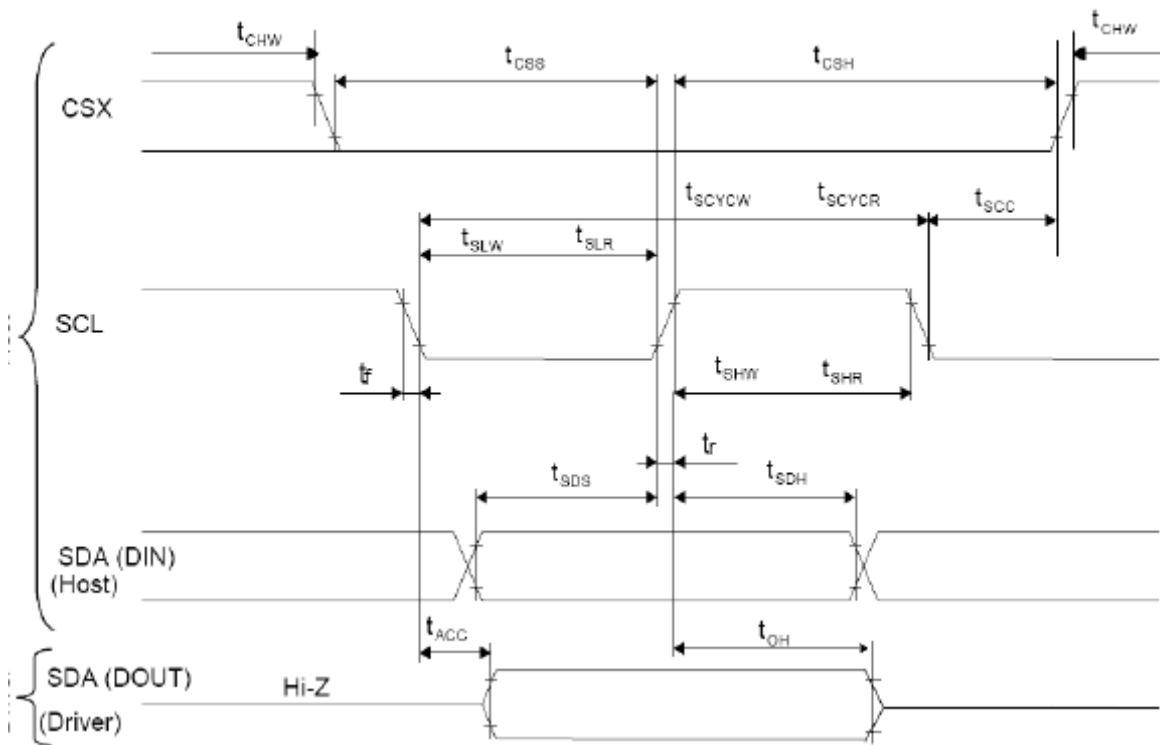 tCHW
tCHW
tCSS
tCSH
CSX
tSCYCW
tSCYCR
tSCC
tSLW
tSLR
SCL
tf
tSHW
tSHR
tr
tSDS
tSDH
SDA (DIN)
(Host)
tACC
tOH
SDA (DOUT)
Hi-Z
(Driver)